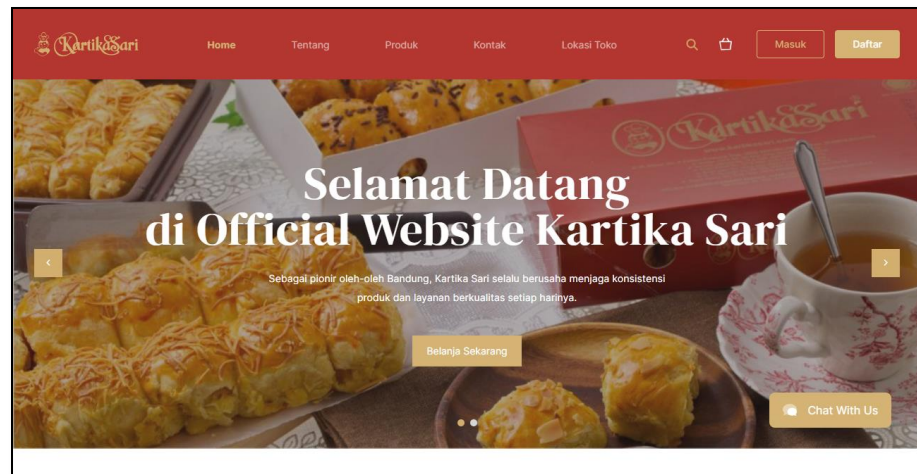 KartikaSari
Home
Tentang
Produk
Kontak
Lokasi Toko
Masuk
Daftar
KartikaSari
Selamat Datang
di Official Website Kartika Sari
Sebagai pionir oleh-oleh Bandung, Kartika Sari selalu berusaha menjaga konsistensi
produk dan layanan berkualitas setiap harinya.
Belanja Sekarang
Chat With Us